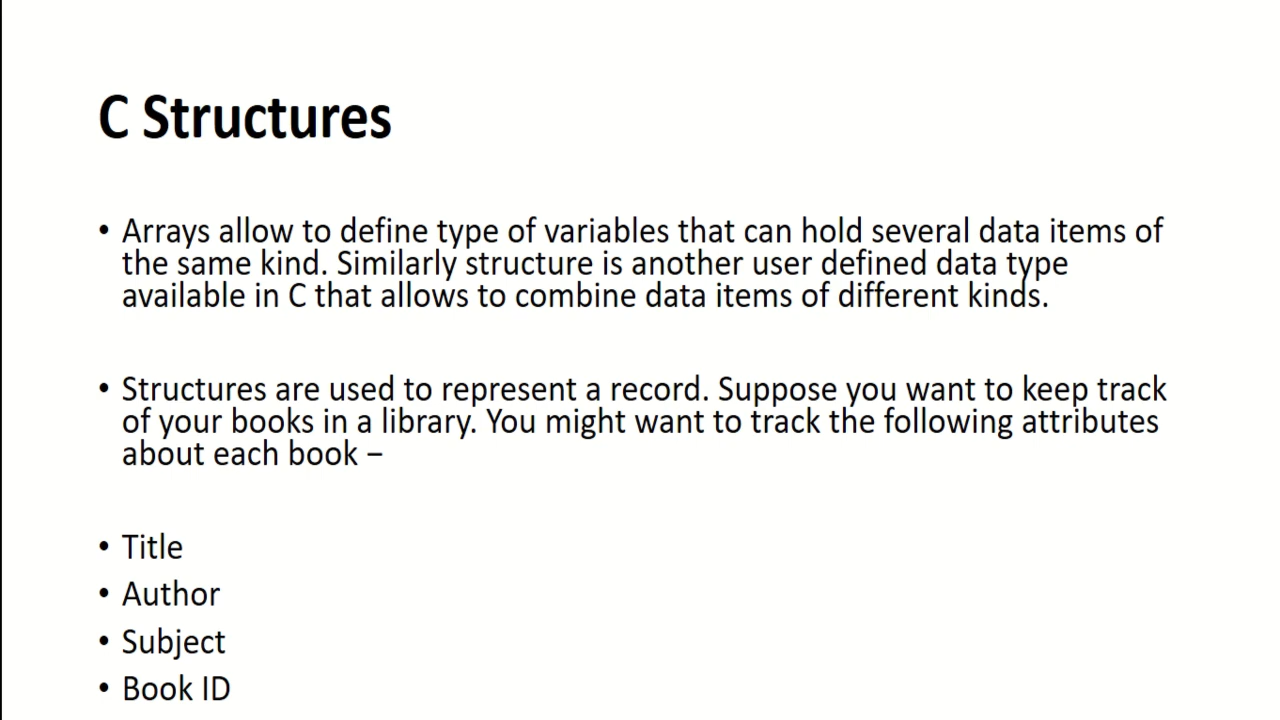 C Structures
• Arrays allow to define type of variables that can hold several data items of
the same kind. Similarly structure is another user defined data type
available in C that allows to combine data items of different kinds.
• Structures are used to represent a record. Suppose you want to keep track
of your books in a library. You might want to track the following attributes
about each book –
• Title
• Author
• Subject
• Book ID